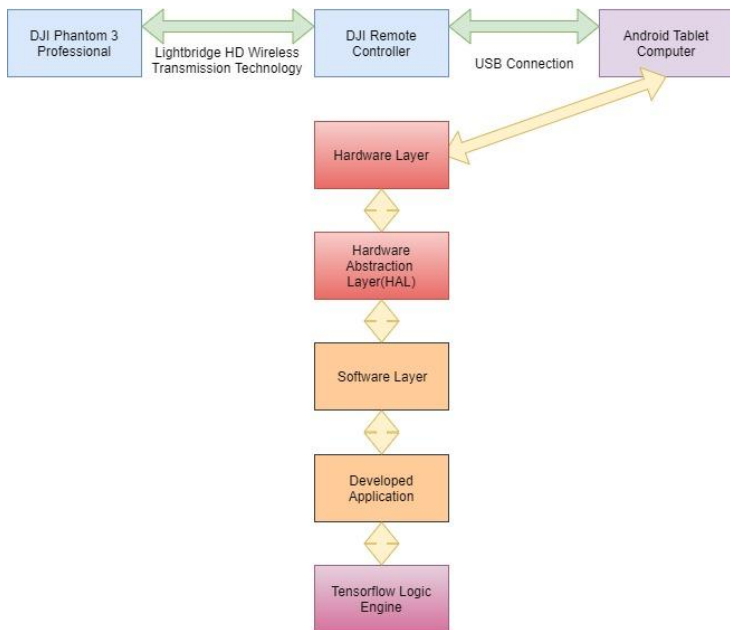 DJI Phantom 3
Professional
Lightbridge HD Wireless
Transmission Technology
DJI Remote
Controller
USB Connection
Android Tablet
Computer
Hardware Layer
Hardware
Abstraction
Layer(HAL)
Software Layer
Developed
Application
Tensorflow Logic
Engine